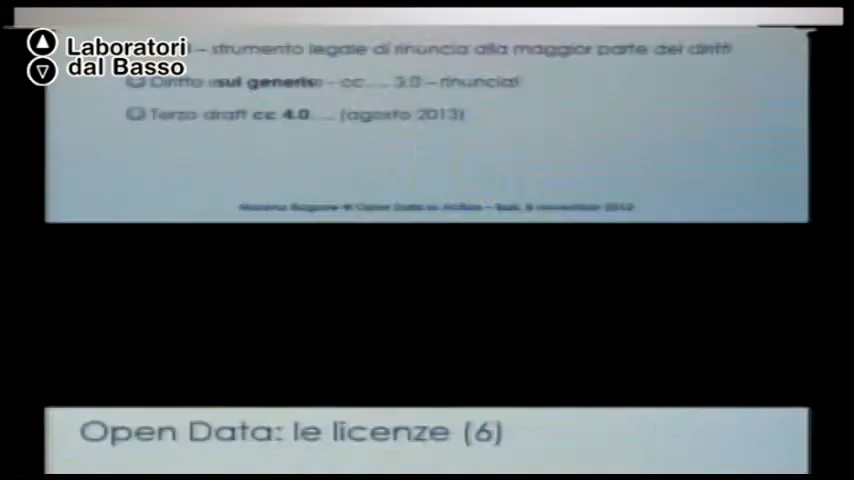 Laboratori
dal Basso
– strumento legale di rinuncia alla maggior parte dei diritti
Diritto «sui generis» - cc.... 3.0 – rinuncia!
Terzo draft cc 4.0.... (agosto 2013)
Open Data: le licenze (6)